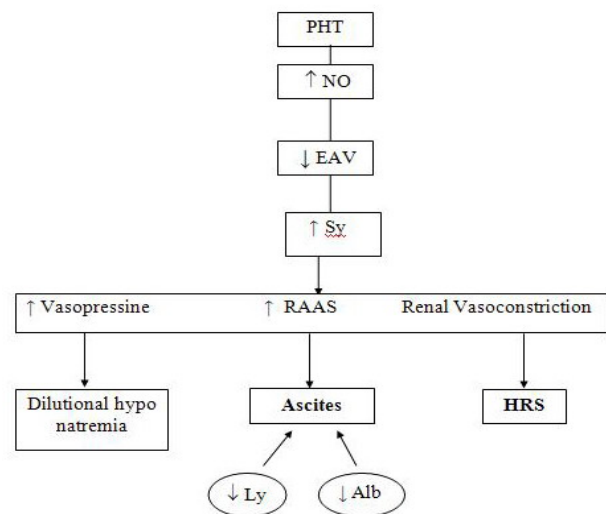 PHT
↑ NO
↓ EAV
↑ Sy
↑ Vasopressine ↑ RAAS Renal Vasoconstriction
Dilutional hypo
natremia
Ascites
HRS
↓ Ly
↓ Alb